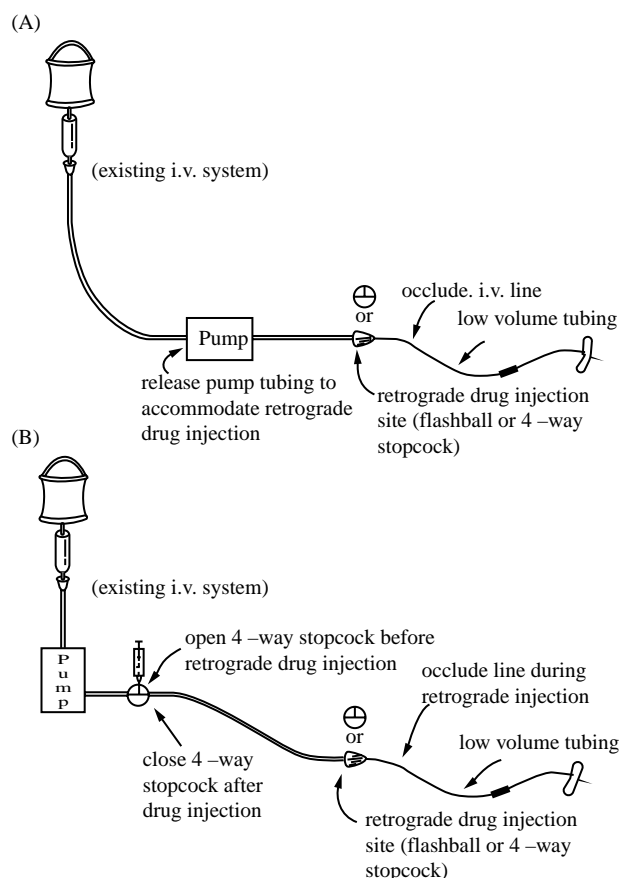 (A)
(existing i.v. system)
or
occlude. i.v. line
low volume tubing
Pump
release pump tubing to
accommodate retrograde
drug injection
retrograde drug injection
site (flashball or 4 –way
stopcock)
(B)
(existing i.v. system)
Pump
open 4 –way stopcock before
retrograde drug injection
close 4 –way
stopcock after
drug injection
or
occlude line during
retrograde injection
low volume tubing
retrograde drug injection
site (flashball or 4 –way
stopcock)